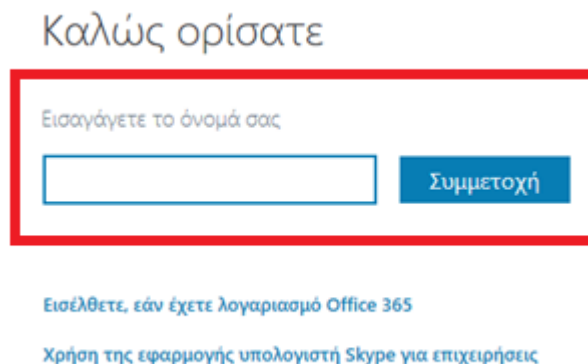 Καλώς ορίσατε
Εισαγάγετε το όνομά σας
Συμμετοχή
Εισέλθετε, εάν έχετε λογαριασμό Office 365
Χρήση της εφαρμογής υπολογιστή Skype για επιχειρήσεις